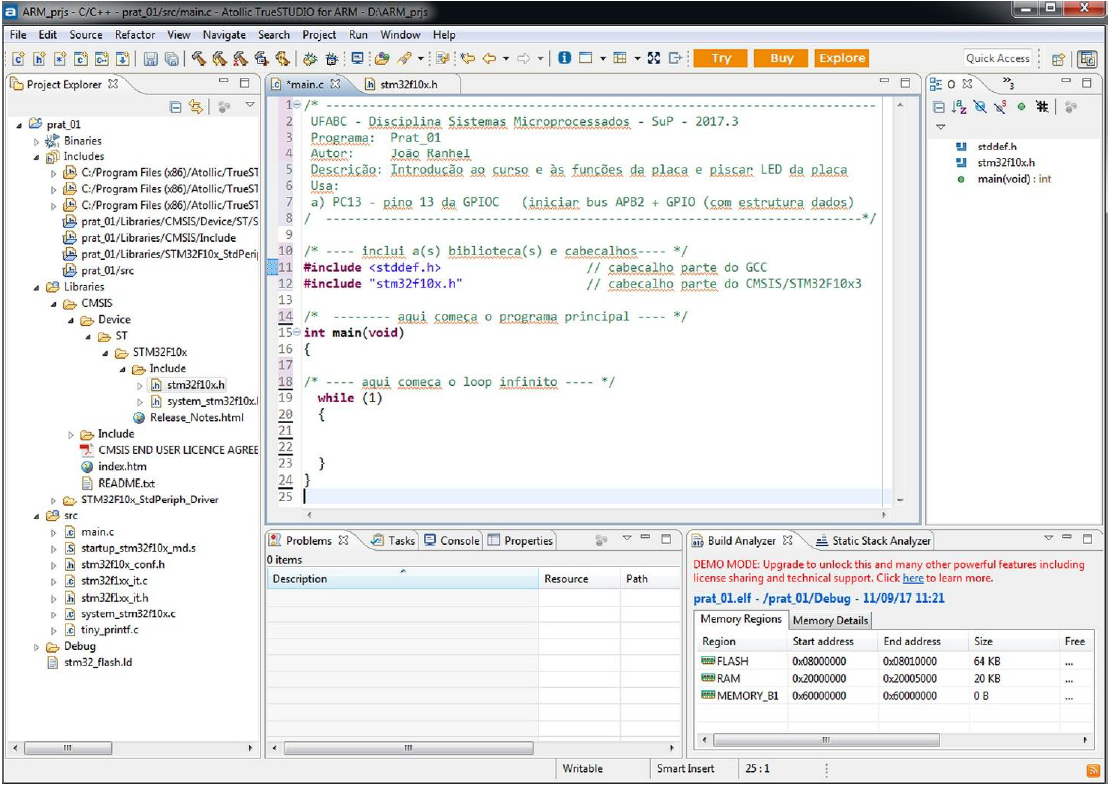 ARM_prjs - C/C++ - prat_01/src/main.c - Atollic TrueSTUDIO for ARM - D:\ARM_prjs
File Edit Source Refactor View Navigate Search Project Run Window Help
Try Buy Explore Quick Access
Project Explorer
prat_01
Binaries
Includes
C:/Program Files (x86)/Atollic/TrueST
C:/Program Files (x86)/Atollic/TrueST
C:/Program Files (x86)/Atollic/TrueST
prat_01/Libraries/CMSIS/Device/ST/S
prat_01/Libraries/CMSIS/Include
prat_01/Libraries/STM32F10x_StdPeri
prat_01/src
Libraries
CMSIS
Device
ST
STM32F10x
Include
stm32f10x.h
system_stm32f10x.
Release_Notes.html
Include
CMSIS END USER LICENCE AGREE
index.htm
README.txt
STM32F10x_StdPeriph_Driver
src
main.c
startup_stm32f10x_md.s
stm32f10x_conf.h
stm32f1xx_it.c
stm32f1xx_it.h
system_stm32f10x.c
tiny_printf.c
Debug
stm32_flash.ld
*main.c stm32f10x.h
1 /* ----------------------------------------------------------------------
2 UFABC - Disciplina Sistemas Microprocessados - SuP - 2017.3
3 Programa: Prat_01
4 Autor: João Ranhel
5 Descrição: Introdução ao curso e às funções da placa e piscar LED da placa
6 Usa:
7 a) PC13 - pino 13 da GPIOC (iniciar bus APB2 + GPIO (com estrutura dados)
8 / --------------------------------------------------------------------*/
9
10 /* ---- inclui a(s) biblioteca(s) e cabecalhos---- */
11 #include <stddef.h> // cabecalho parte do GCC
12 #include "stm32f10x.h" // cabecalho parte do CMSIS/STM32F10x3
13
14 /* -------- aqui começa o programa principal ---- */
15 int main(void)
16 {
17
18 /* ---- aqui começa o loop infinito ---- */
19 while (1)
20 {
21
22
23 }
24 }
25
O 3
stddef.h
stm32f10x.h
main(void) : int
Problems Tasks Console Properties
0 items
Description Resource Path
Build Analyzer Static Stack Analyzer
DEMO MODE: Upgrade to unlock this and many other powerful features including
license sharing and technical support. Click here to learn more.
prat_01.elf - /prat_01/Debug - 11/09/17 11:21
Memory Regions Memory Details
Region Start address End address Size Free
FLASH 0x08000000 0x08010000 64 KB ...
RAM 0x20000000 0x20005000 20 KB ...
MEMORY_B1 0x60000000 0x60000000 0 B ...
Writable Smart Insert 25 : 1